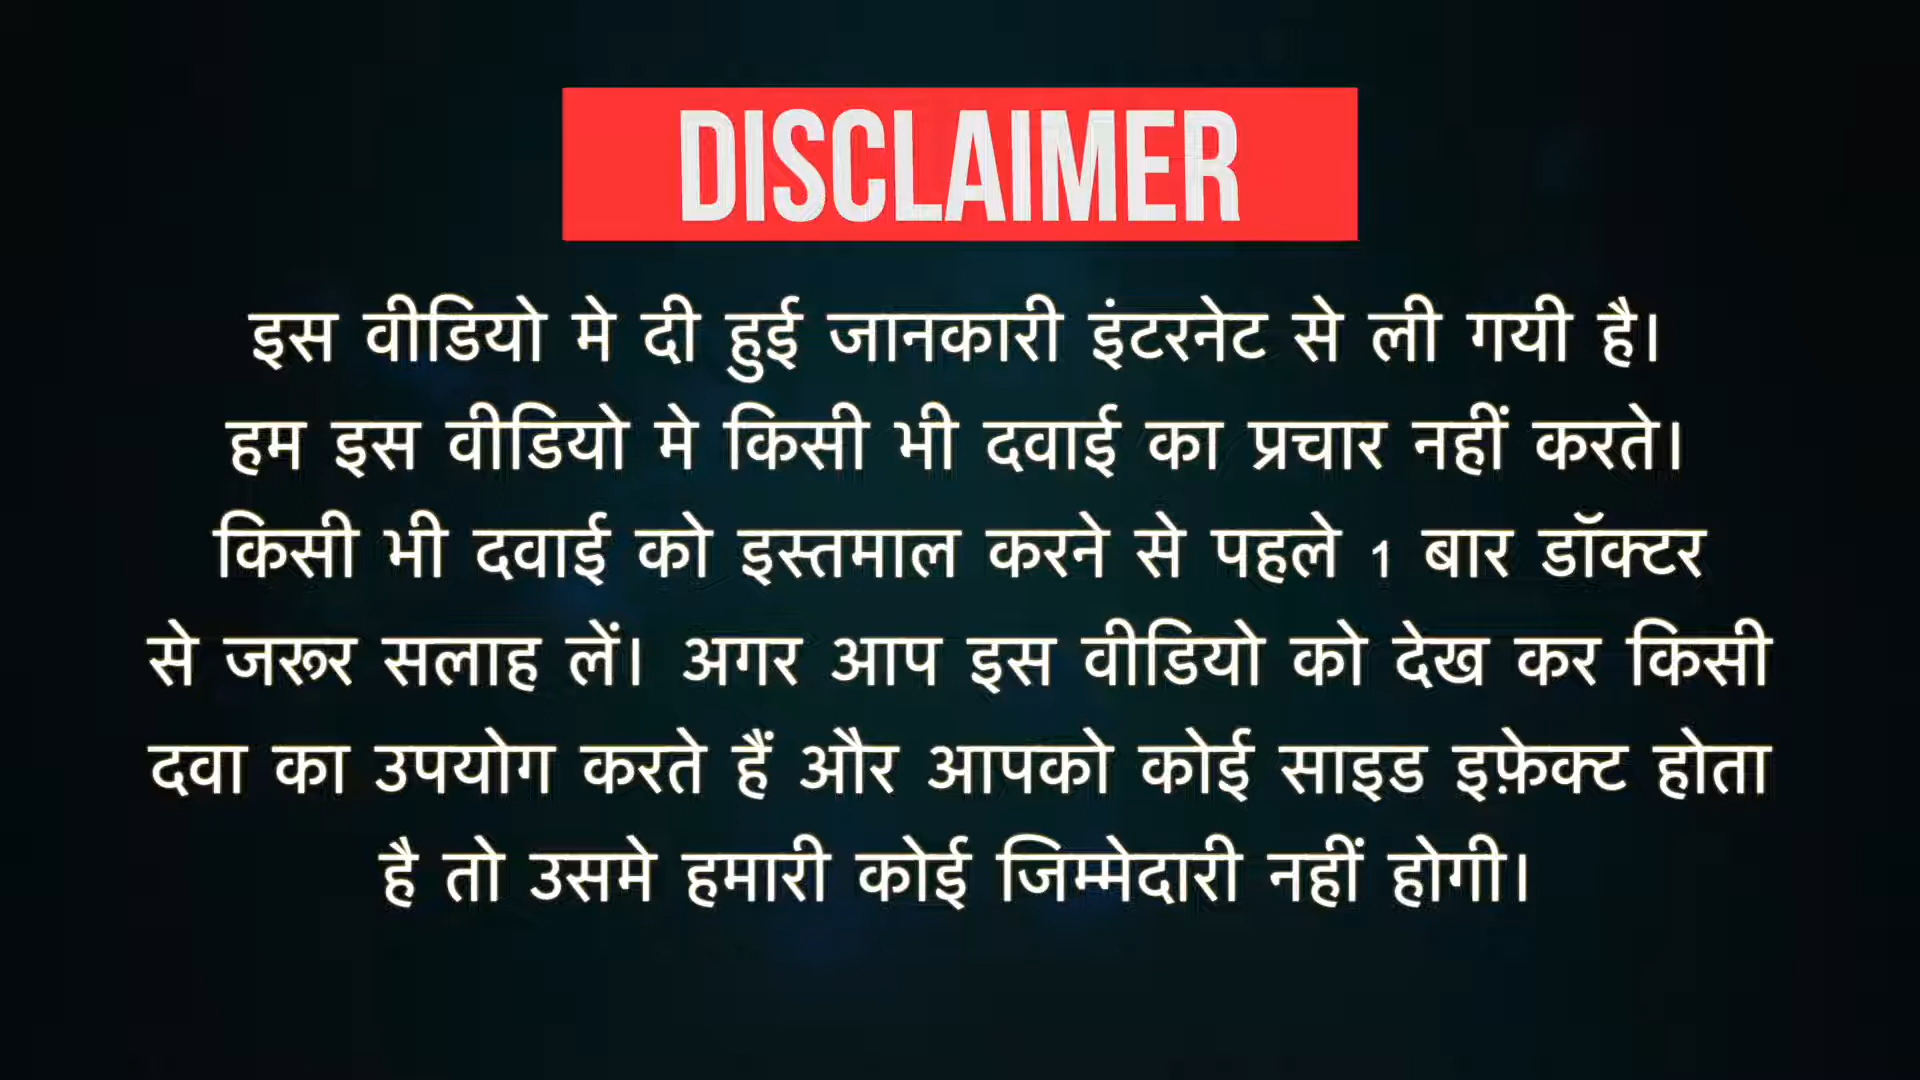 DISCLAIMER
इस वीडियो मे दी हुई जानकारी इंटरनेट से ली गयी है।
हम इस वीडियो मे किसी भी दवाई का प्रचार नहीं करते।
किसी भी दवाई को इस्तमाल करने से पहले 1 बार डॉक्टर
से जरूर सलाह लें। अगर आप इस वीडियो को देख कर किसी
दवा का उपयोग करते हैं और आपको कोई साइड इफ़ेक्ट होता
है तो उसमे हमारी कोई जिम्मेदारी नहीं होगी।